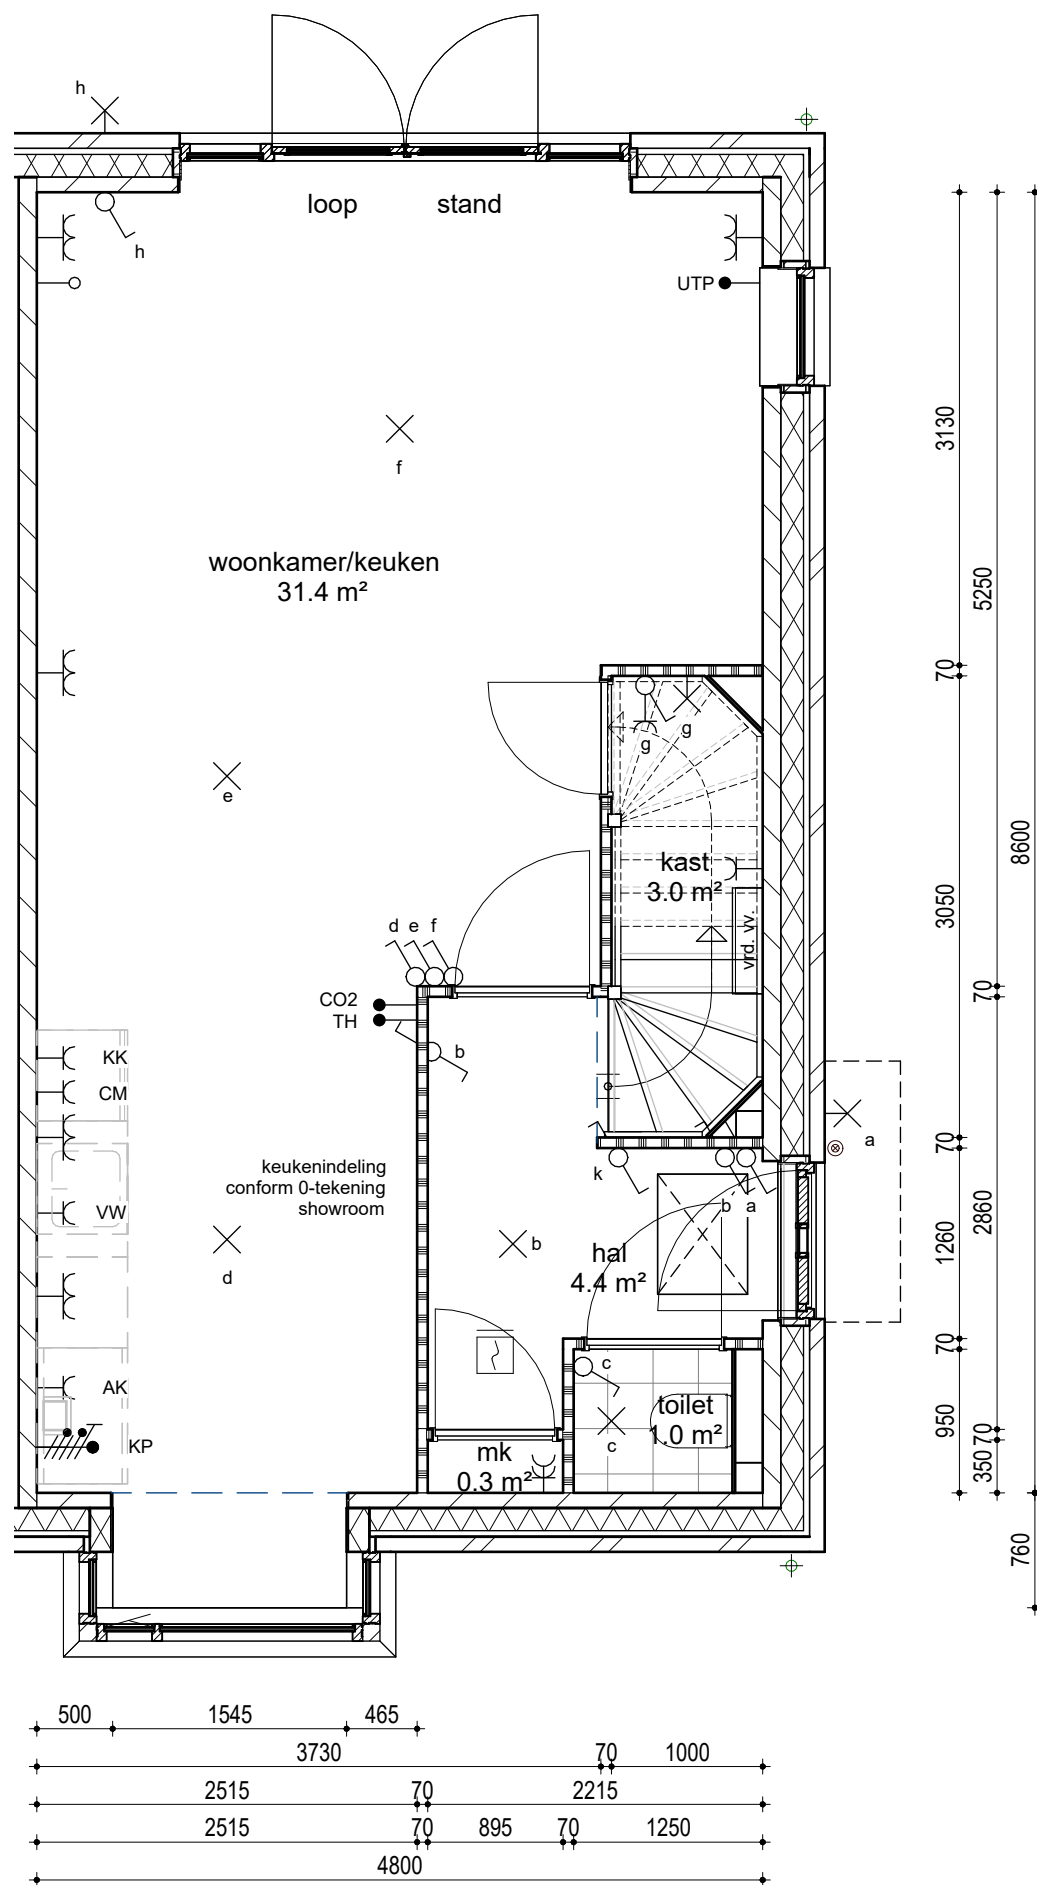 h
loop stand
h
UTP
f
woonkamer/keuken
31.4 m²
g
g
e
kast
3.0 m²
vrd. vv.
d e f
CO2
TH
b
KK
CM
a
keukenindeling
conform 0-tekening
showroom
k
b a
VW
b
hal
4.4 m²
d
c
AK
toilet
1.0 m²
c
KP
mk
0.3 m²
3130
70
3050
70
70
1260
70
950
5250
70
2860
70
350
8600
760
500 1545 465
3730 70 1000
2515 70 2215
2515 70 895 70 1250
4800